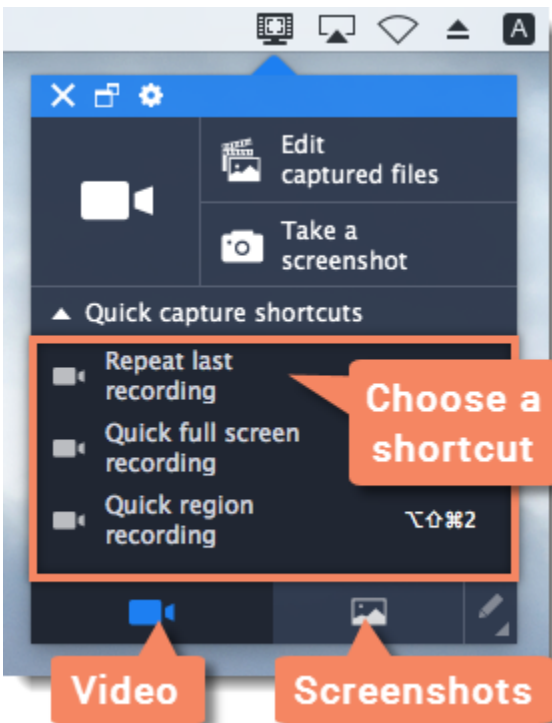 A
Edit
captured files
Take a
screenshot
Quick capture shortcuts
Repeat last
recording
Choose a
shortcut
Quick full screen
recording
Quick region
recording
⌥⇧⌘2
Video
Screenshots